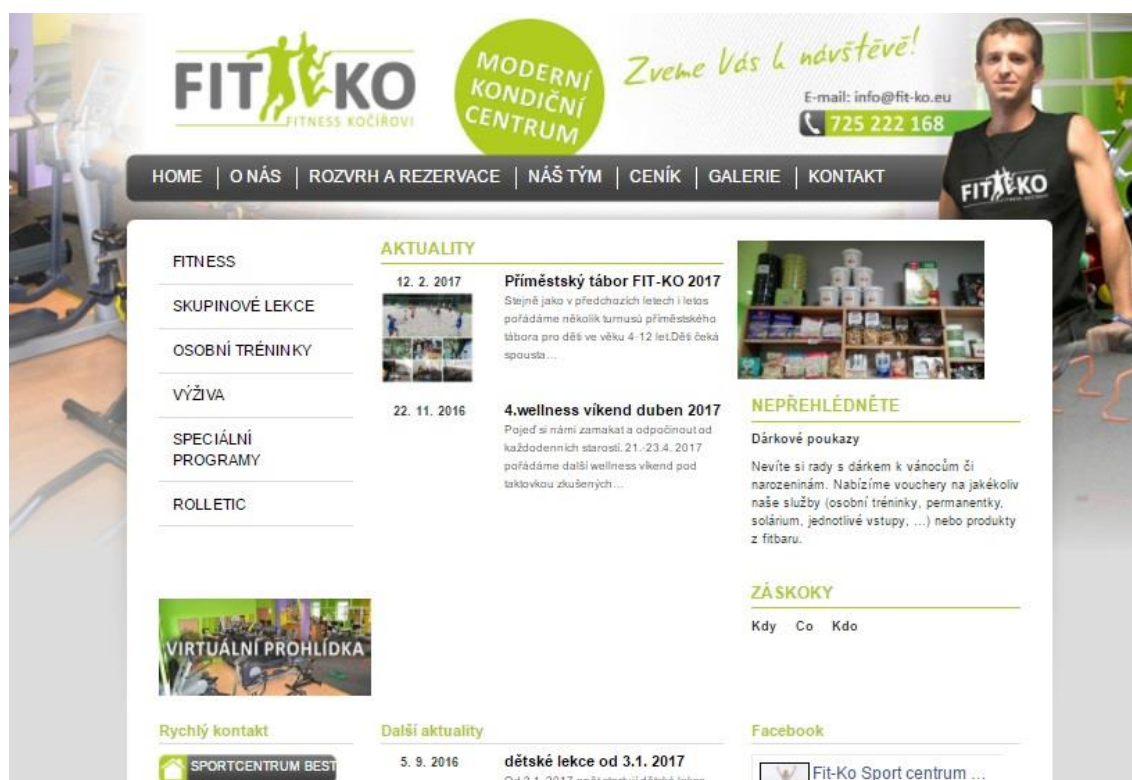 FIT KO
FITNESS KOČÍŘOVI
MODERNÍ
KONDIČNÍ
CENTRUM
Zveme Vás k návštěvě!
E-mail: info@fit-ko.eu
725 222 168
FIT KO
HOME
O NÁS
ROZVRH A REZERVACE
NÁŠ TÝM
CENÍK
GALERIE
KONTAKT
FITNESS
SKUPINOVÉ LEKCE
OSOBNÍ TRÉNINKY
VÝŽIVA
SPECIÁLNÍ
PROGRAMY
ROLLETIC
VIRTUÁLNÍ PROHLÍDKA
AKTUALITY
12. 2. 2017
Příměstský tábor FIT-KO 2017
Stejně jako v předchozích letech i letos
pořádáme několik turnusů příměstského
tábora pro děti ve věku 4-12 let.Děti čeká
spousta...
22. 11. 2016
4.wellness víkend duben 2017
Pojeď si námi zamakat a odpočinout od
každodenních starostí. 21.-23.4. 2017
pořádáme další wellness víkend pod
taktovkou zkušených...
NEPŘEHLÉDNĚTE
Dárkové poukazy
Nevíte si rady s dárkem k vánocům či
narozeninám. Nabízíme vouchery na jakékoliv
naše služby (osobní tréninky, permanentky,
solárium, jednotlivé vstupy, ...) nebo produkty
z fitbaru.
ZÁSKOKY
Kdy Co Kdo
Rychlý kontakt
SPORTCENTRUM BEST
Další aktuality
5. 9. 2016
dětské lekce od 3.1. 2017
Facebook
Fit-Ko Sport centrum ...